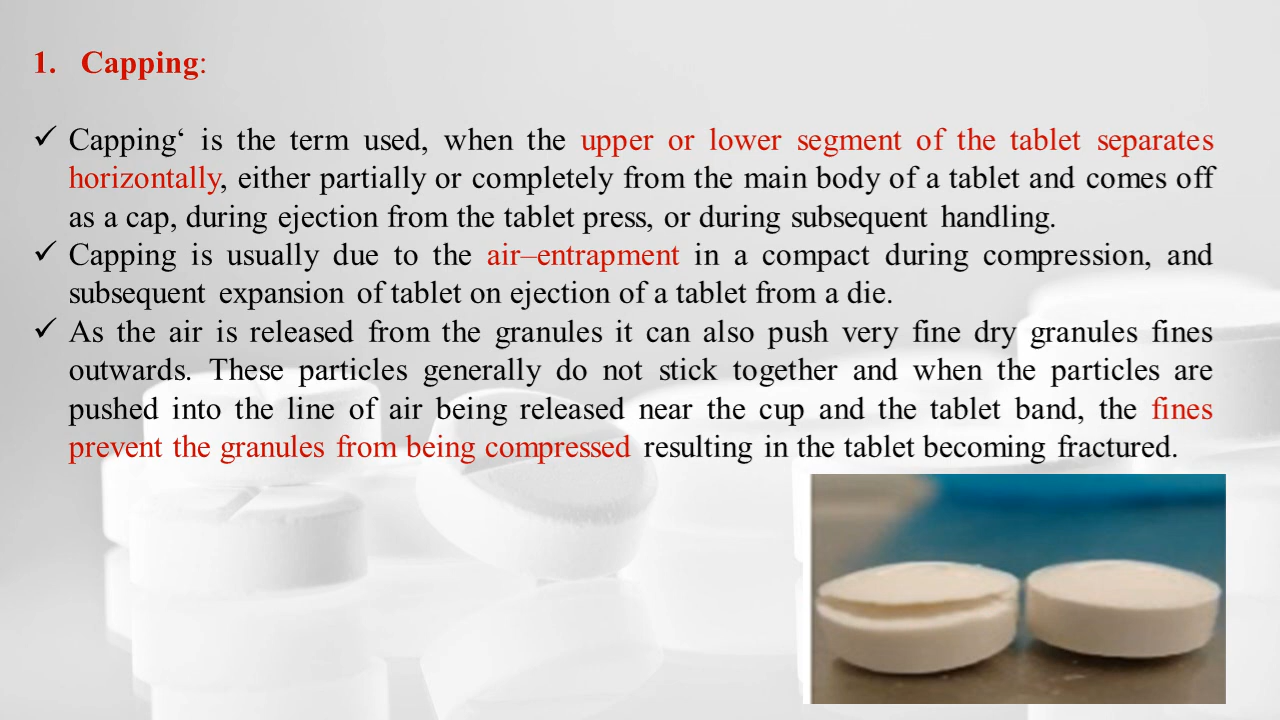 1. Capping:
✓ Capping‘ is the term used, when the upper or lower segment of the tablet separates
horizontally, either partially or completely from the main body of a tablet and comes off
as a cap, during ejection from the tablet press, or during subsequent handling.
✓ Capping is usually due to the air–entrapment in a compact during compression, and
subsequent expansion of tablet on ejection of a tablet from a die.
✓ As the air is released from the granules it can also push very fine dry granules fines
outwards. These particles generally do not stick together and when the particles are
pushed into the line of air being released near the cup and the tablet band, the fines
prevent the granules from being compressed resulting in the tablet becoming fractured.